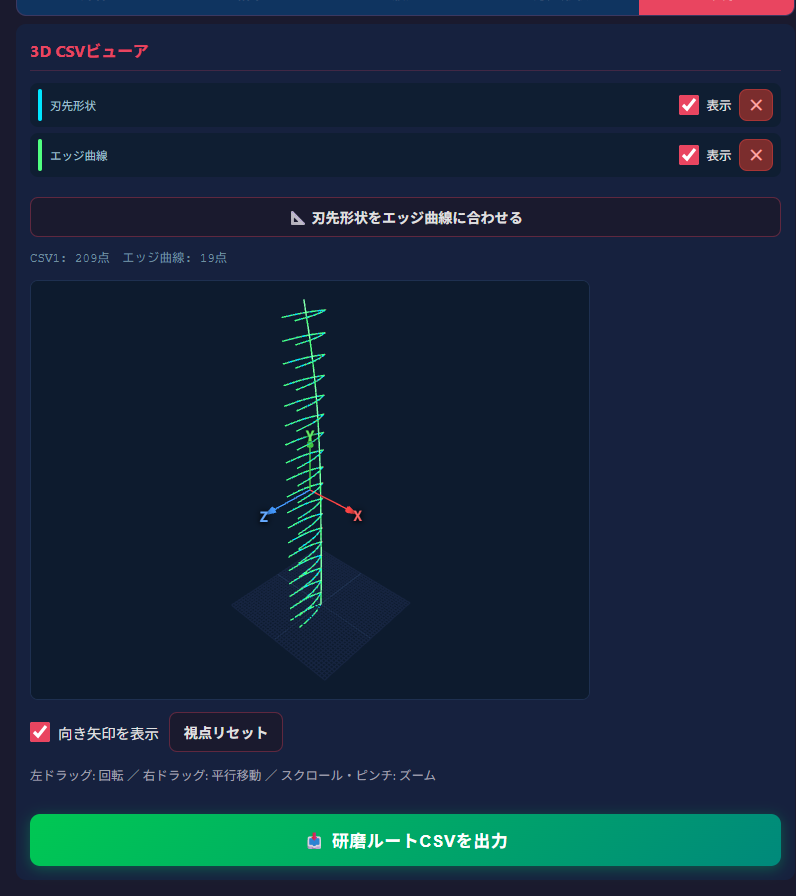 3D CSVビューア
刃先形状
表示
エッジ曲線
表示
刃先形状をエッジ曲線に合わせる
CSV1: 209点 エッジ曲線: 19点
Y
Z
X
向き矢印を表示
視点リセット
左ドラッグ: 回転 ／ 右ドラッグ: 平行移動 ／ スクロール・ピンチ: ズーム
研磨ルートCSVを出力